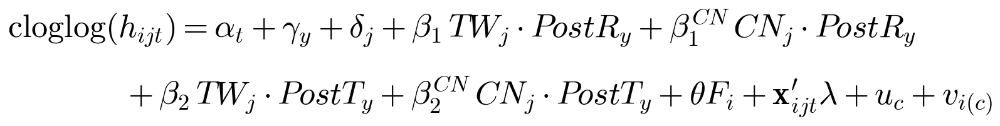 cloglog(h_{ijt}) = α_t + γ_y + δ_j + β_1 TW_j · PostR_y + β_1^{CN} CN_j · PostR_y
+ β_2 TW_j · PostT_y + β_2^{CN} CN_j · PostT_y + θF_i + 𝐱′_{ijt}λ + u_c + v_{i(c)}